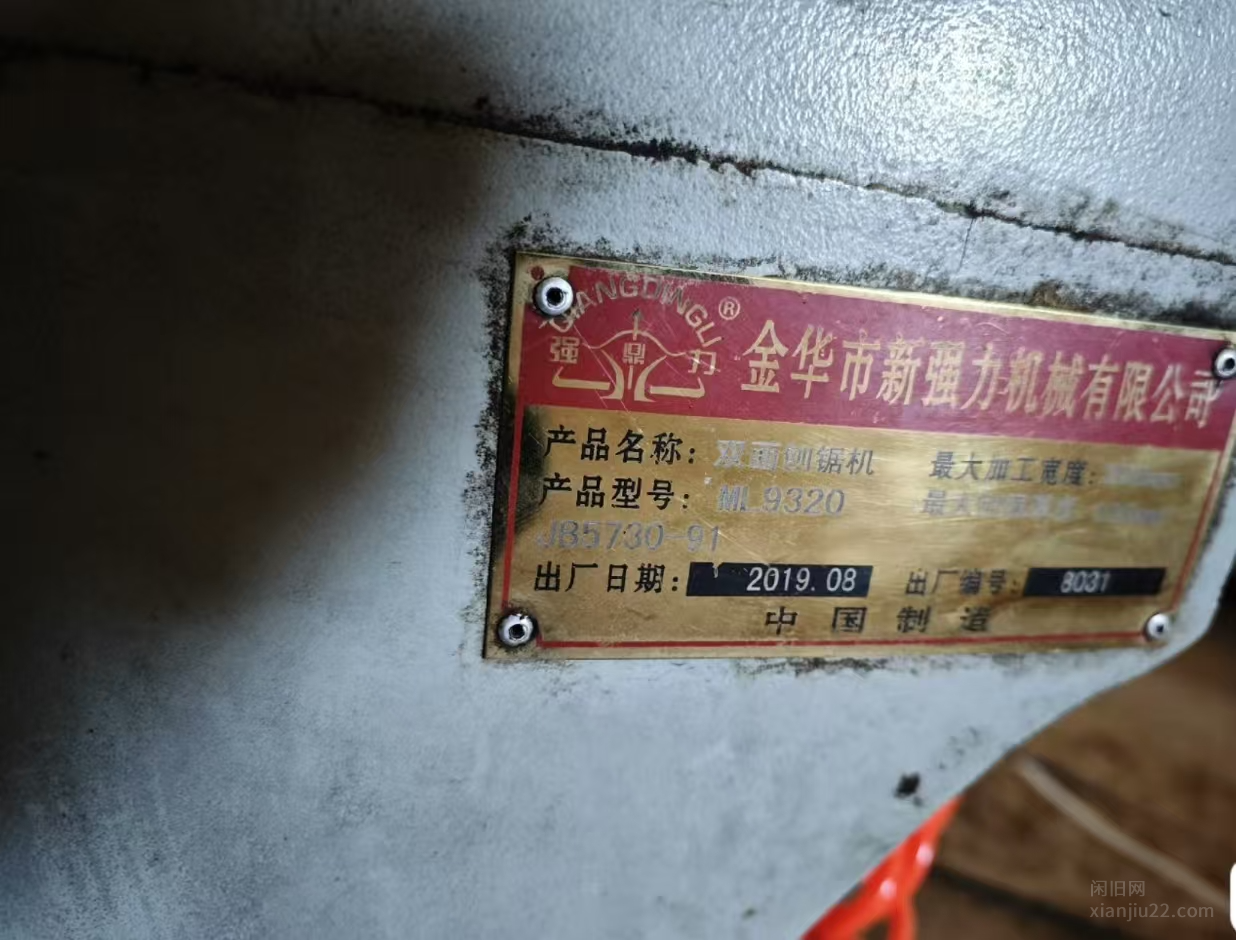 QIANGDINGLI®
强 鼎 力
金华市新强力机械有限公司
产品名称: 双面刨锯机 最大加工宽度:
产品型号: ML9320 最大
JB5730-91
出厂日期: 2019.08 出厂编号: 8031
中国制造
闲旧网
xianjiu22.com